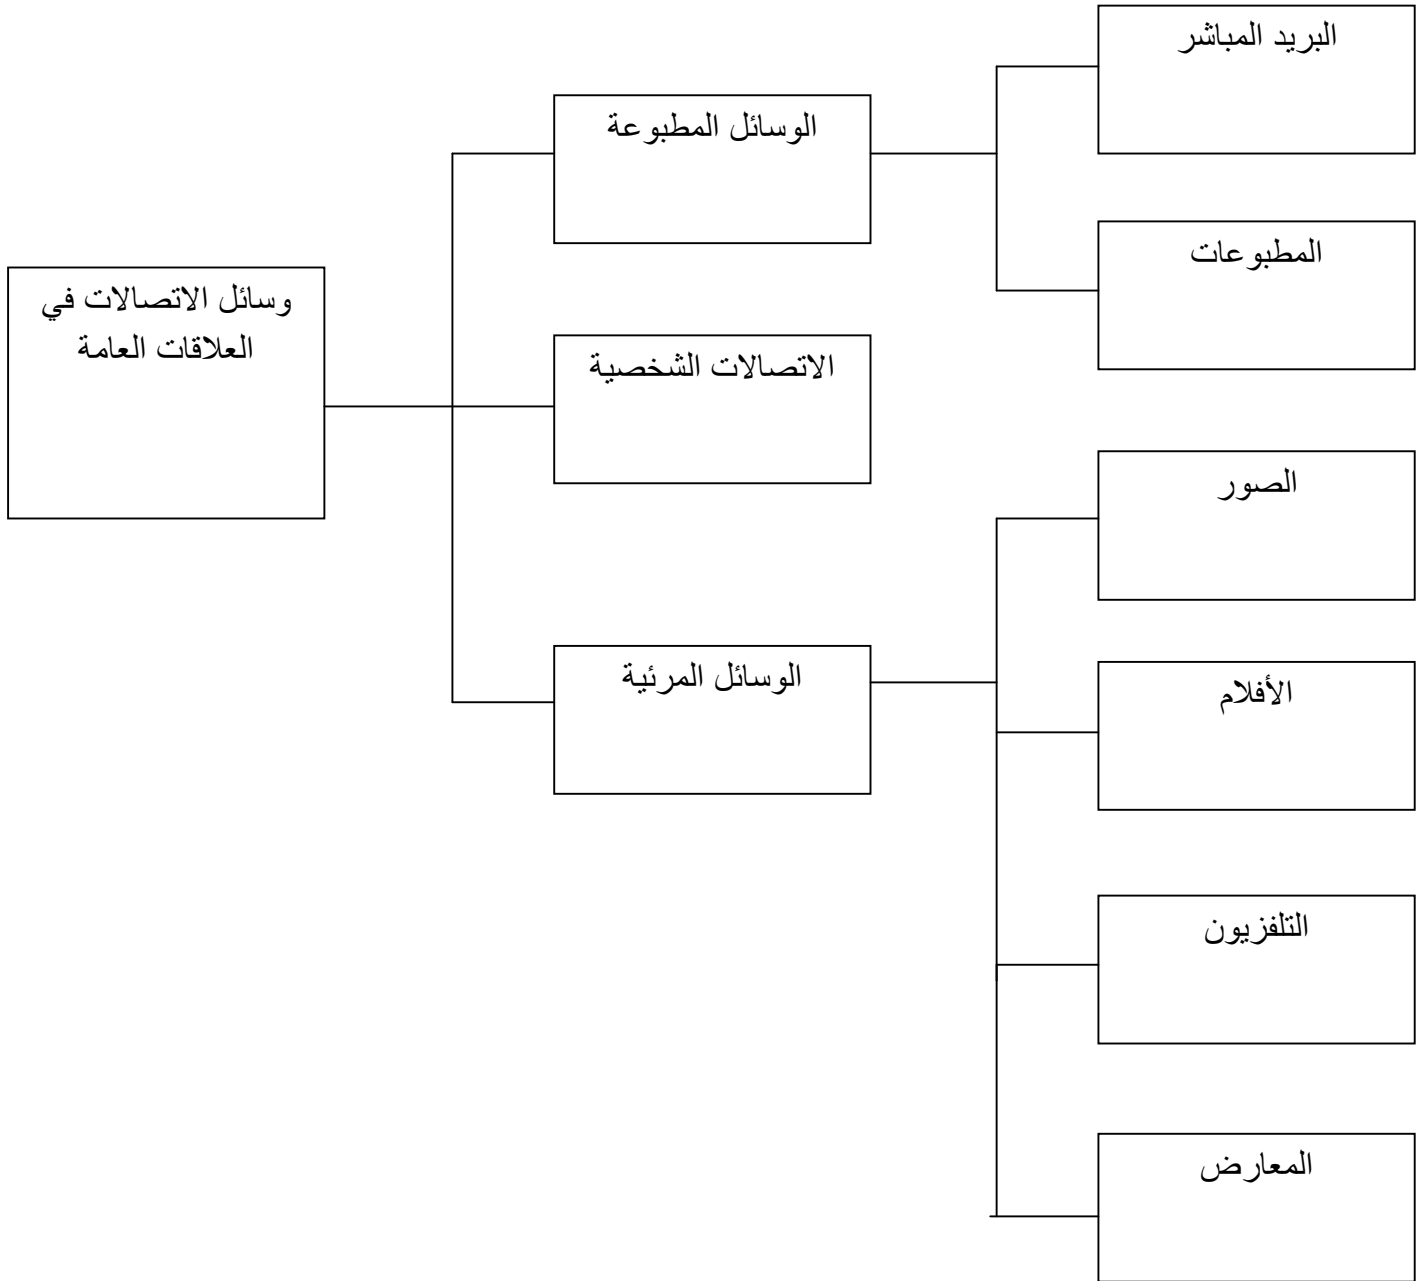 وسائل الاتصالات في
العلاقات العامة
الوسائل المطبوعة
البريد المباشر
المطبوعات
الاتصالات الشخصية
الوسائل المرئية
الصور
الأفلام
التلفزيون
المعارض